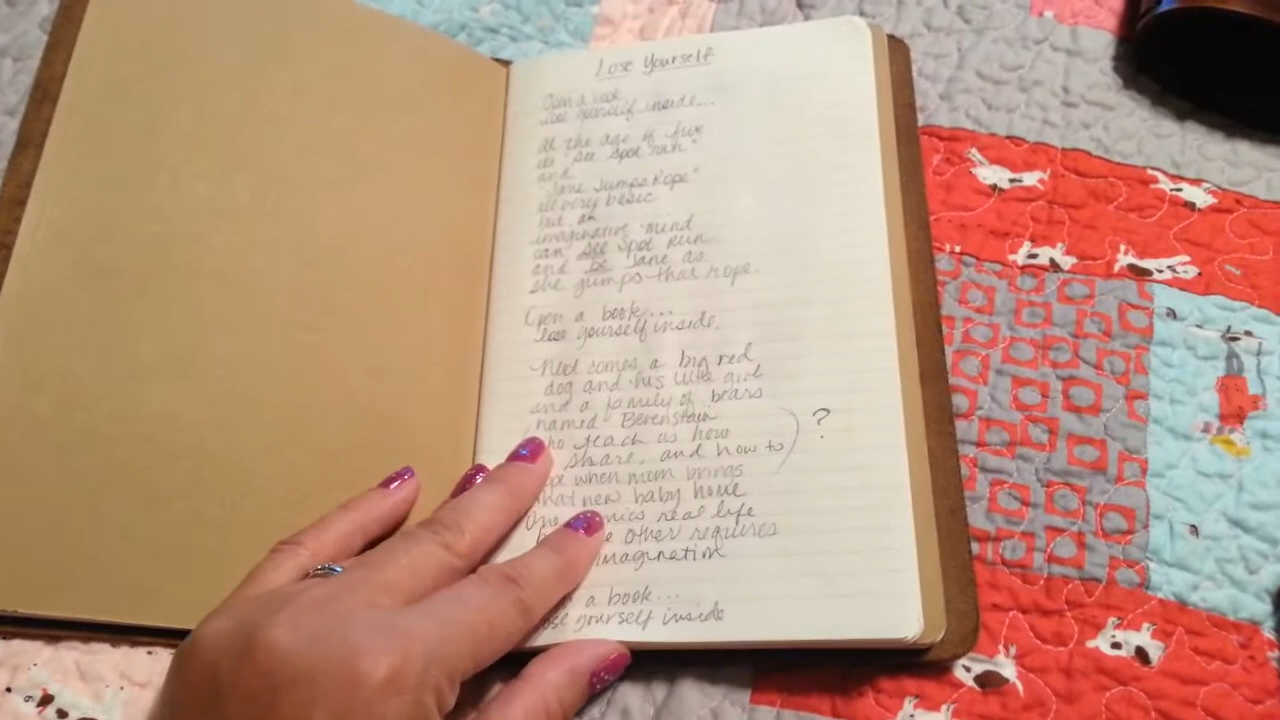 Lose Yourself
Open a book
lose yourself inside...
at the age of five
its "see spot run"
and
"Jane Jumps Rope"
all very basic
but an
imaginative mind
can see Spot run
and be Jane as
she jumps that rope.
Open a book...
lose yourself inside.
Next comes a big red
dog and his little girl
and a family of bears
named Berenstain
teach us how
share, and how to ) ?
when mom brings
that new baby home
One real life
other requires
imagination
a book...
yourself inside